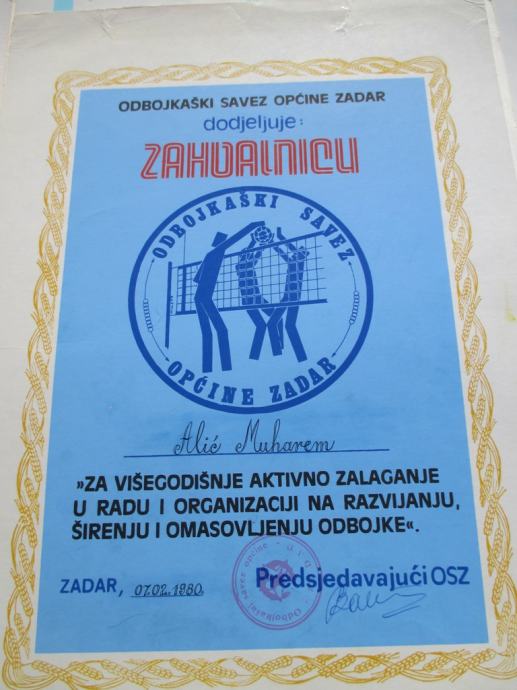 ODBOJKAŠKI SAVEZ OPĆINE ZADAR
dodjeljuje:
ZAHVALNICU
ODBOJKAŠKI SAVEZ
OPĆINE ZADAR
Alić Muharem
»ZA VIŠEGODIŠNJE AKTIVNO ZALAGANJE
U RADU I ORGANIZACIJI NA RAZVIJANJU,
ŠIRENJU I OMASOVLJENJU ODBOJKE«.
ZADAR, 07.02.1980.
Predsjedavajući OSZ